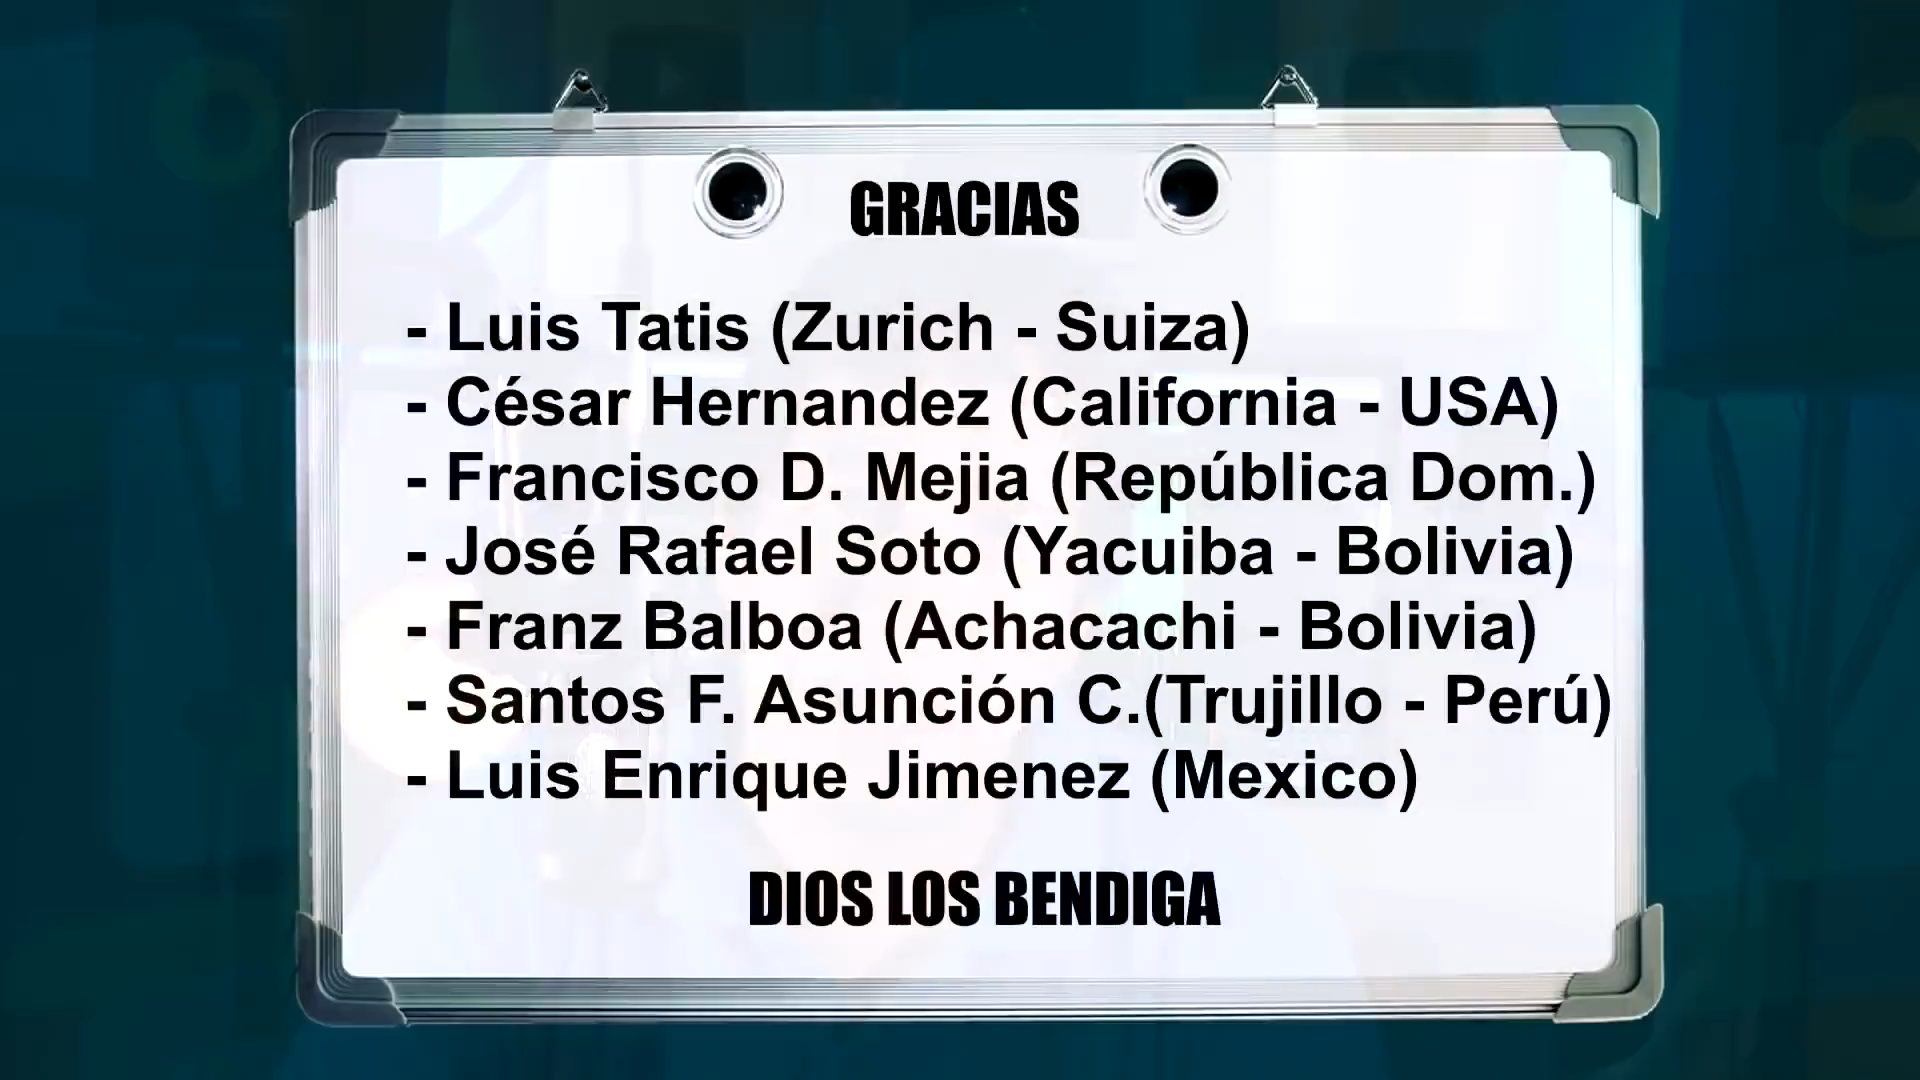 GRACIAS
- Luis Tatis (Zurich - Suiza)
- César Hernandez (California - USA)
- Francisco D. Mejia (República Dom.)
- José Rafael Soto (Yacuiba - Bolivia)
- Franz Balboa (Achacachi - Bolivia)
- Santos F. Asunción C.(Trujillo - Perú)
- Luis Enrique Jimenez (Mexico)
DIOS LOS BENDIGA